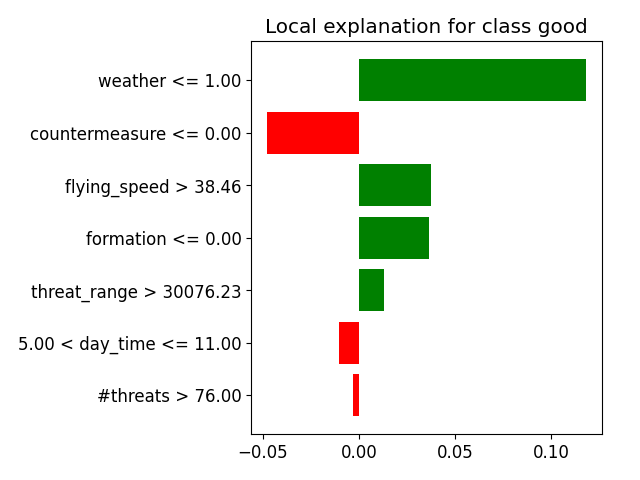 Local explanation for class good
weather <= 1.00
countermeasure <= 0.00
flying_speed > 38.46
formation <= 0.00
threat_range > 30076.23
5.00 < day_time <= 11.00
#threats > 76.00
−0.05 0.00 0.05 0.10